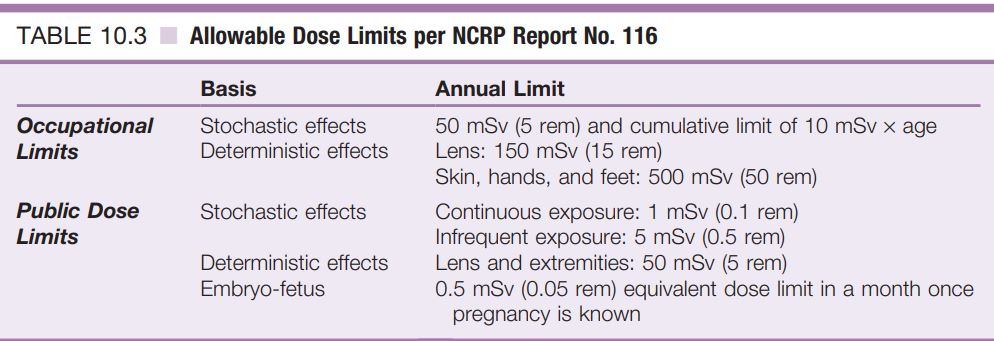 TABLE 10.3 Allowable Dose Limits per NCRP Report No. 116
Basis Annual Limit
Occupational Stochastic effects 50 mSv (5 rem) and cumulative limit of 10 mSv × age
Limits Deterministic effects Lens: 150 mSv (15 rem)
Skin, hands, and feet: 500 mSv (50 rem)
Public Dose Stochastic effects Continuous exposure: 1 mSv (0.1 rem)
Limits Infrequent exposure: 5 mSv (0.5 rem)
Deterministic effects Lens and extremities: 50 mSv (5 rem)
Embryo-fetus 0.5 mSv (0.05 rem) equivalent dose limit in a month once
pregnancy is known